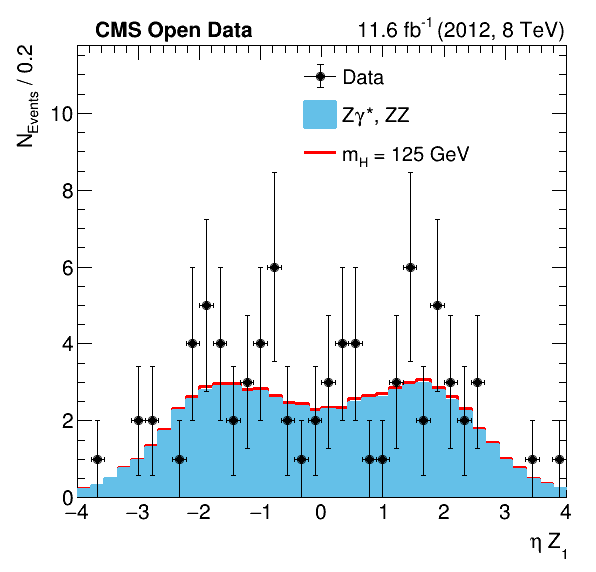 CMS Open Data 11.6 fb⁻¹ (2012, 8 TeV)
N_Events / 0.2
Data
Zγ*, ZZ
m_H = 125 GeV
10
8
6
4
2
0
−4 −3 −2 −1 0 1 2 3 4
η Z₁